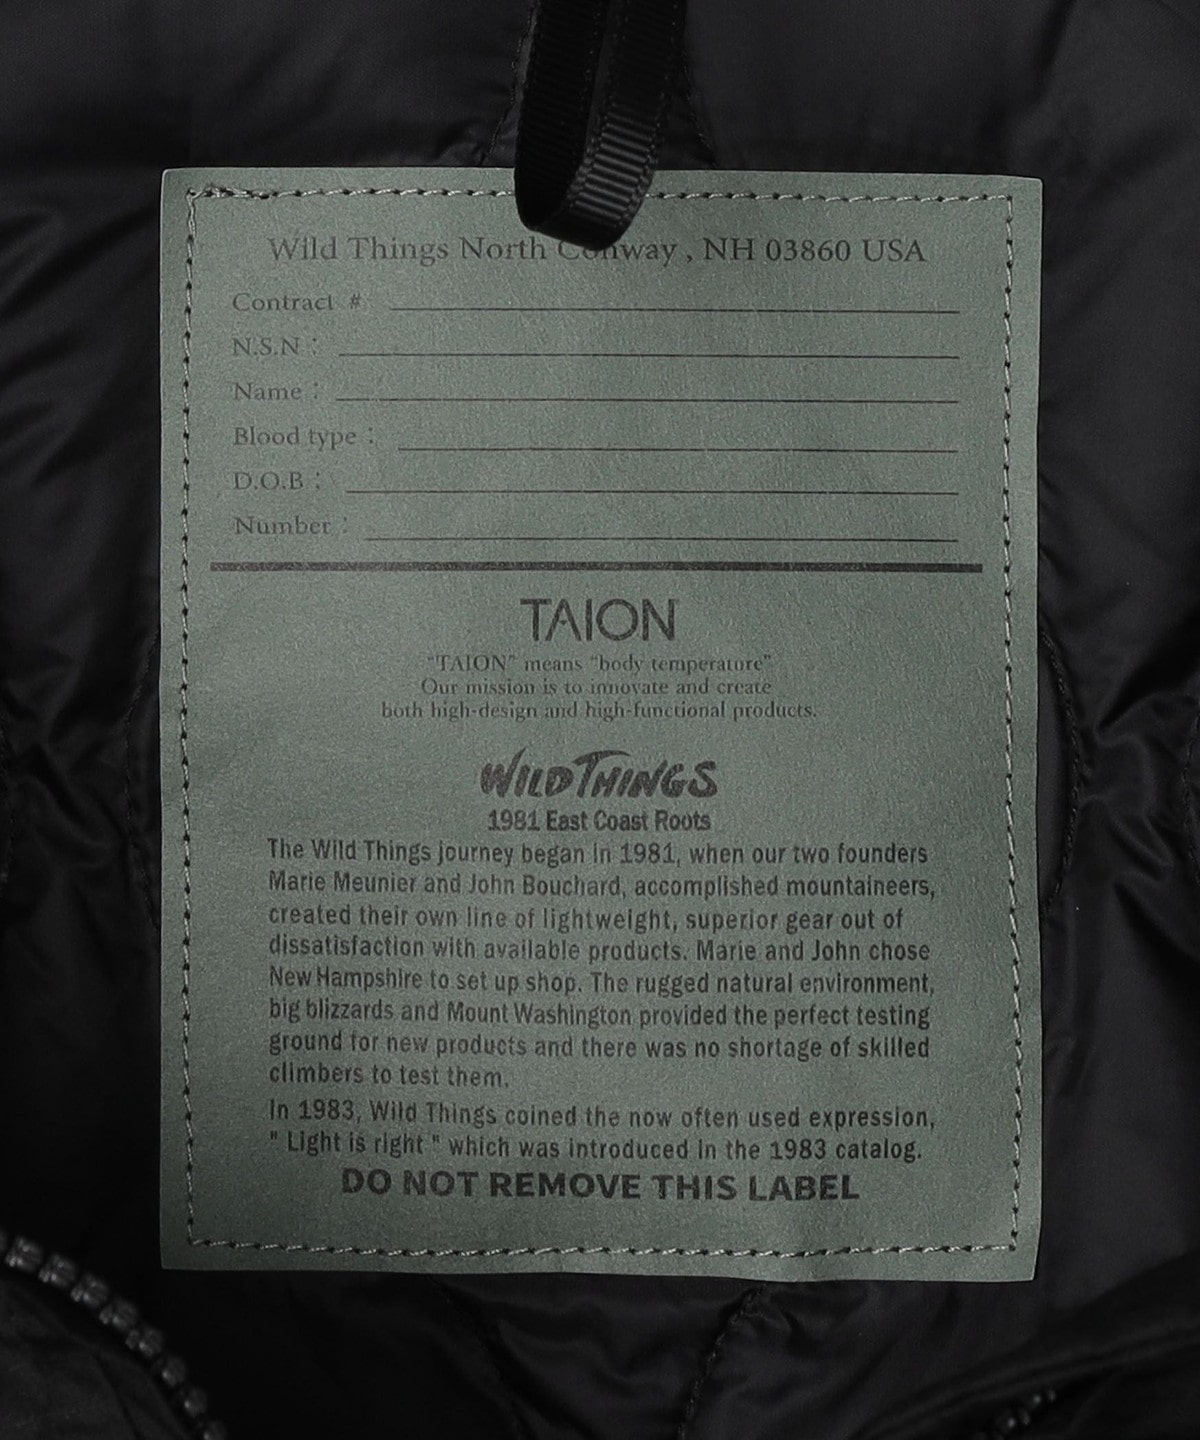 Wild Things North Conway , NH 03860 USA
Contract #
N.S.N :
Name :
Blood type :
D.O.B :
Number :
TAION
"TAION" means "body temperature"
Our mission is to innovate and create
both high-design and high-functional products.
WILD THINGS
1981 East Coast Roots
The Wild Things journey began in 1981, when our two founders
Marie Meunier and John Bouchard, accomplished mountaineers,
created their own line of lightweight, superior gear out of
dissatisfaction with available products. Marie and John chose
New Hampshire to set up shop. The rugged natural environment,
big blizzards and Mount Washington provided the perfect testing
ground for new products and there was no shortage of skilled
climbers to test them.
In 1983, Wild Things coined the now often used expression,
" Light is right " which was introduced in the 1983 catalog.
DO NOT REMOVE THIS LABEL